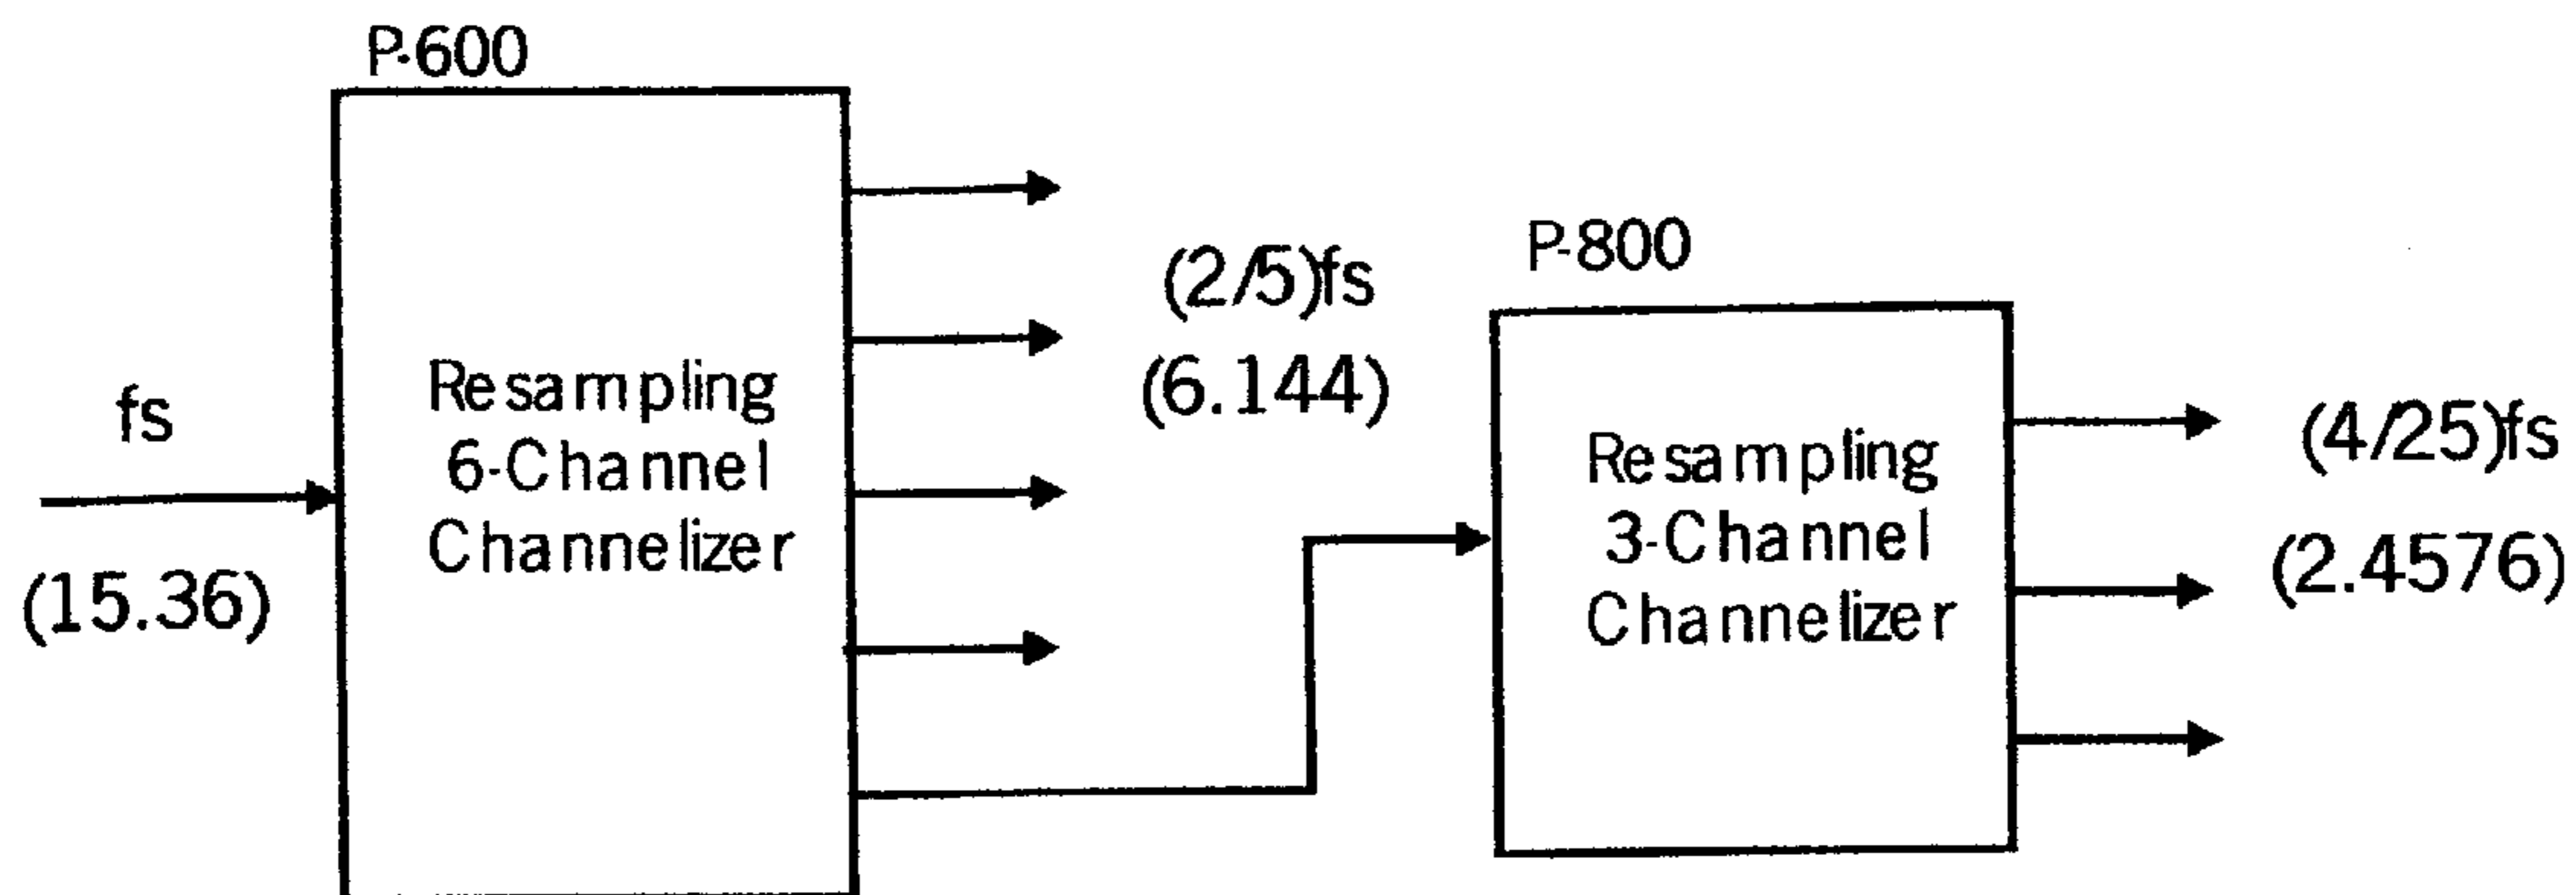 P-600
Resampling
6-Channel
Channelizer
fs
(15.36)
(2/5)fs
(6.144)
P-800
Resampling
3-Channel
Channelizer
(4/25)fs
(2.4576)